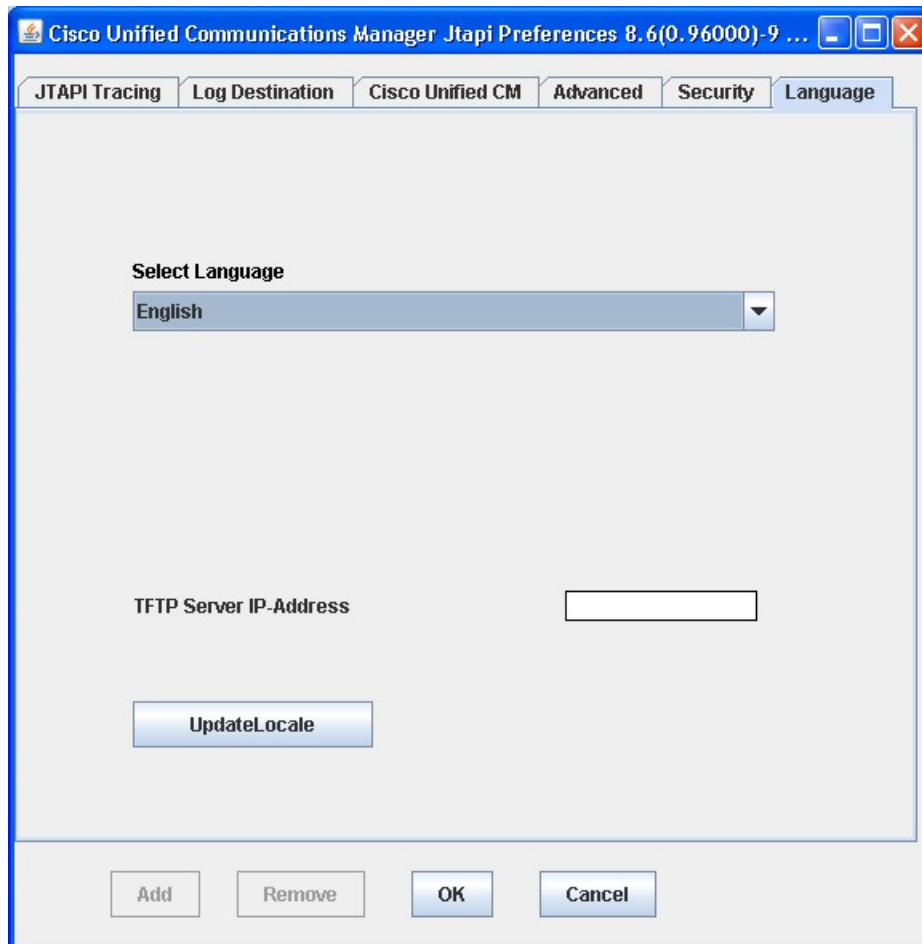 Cisco Unified Communications Manager Jtapi Preferences 8.6(0.96000)-9 ...
JTAPI Tracing Log Destination Cisco Unified CM Advanced Security Language
Select Language
English
TFTP Server IP-Address
UpdateLocale
Add Remove OK Cancel